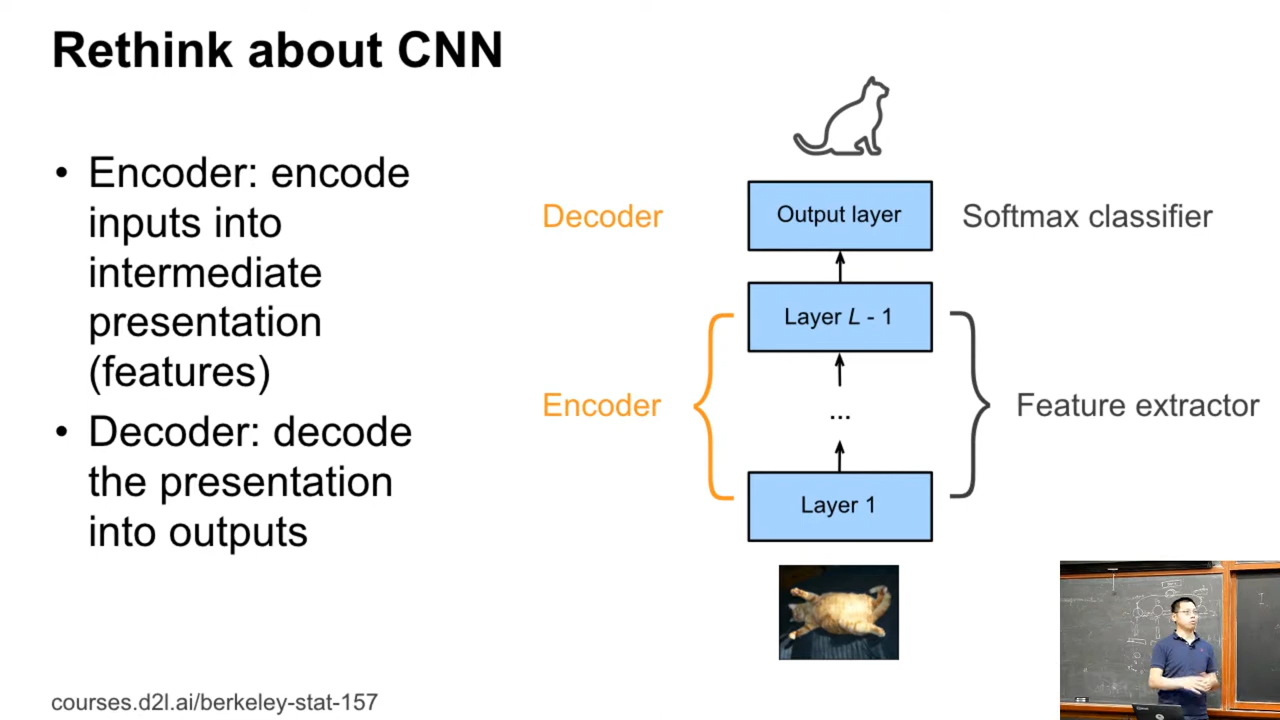 Rethink about CNN
• Encoder: encode
inputs into
intermediate
presentation
(features)
• Decoder: decode
the presentation
into outputs
Decoder
Output layer
Softmax classifier
Layer L - 1
Encoder
...
Feature extractor
Layer 1
courses.d2l.ai/berkeley-stat-157